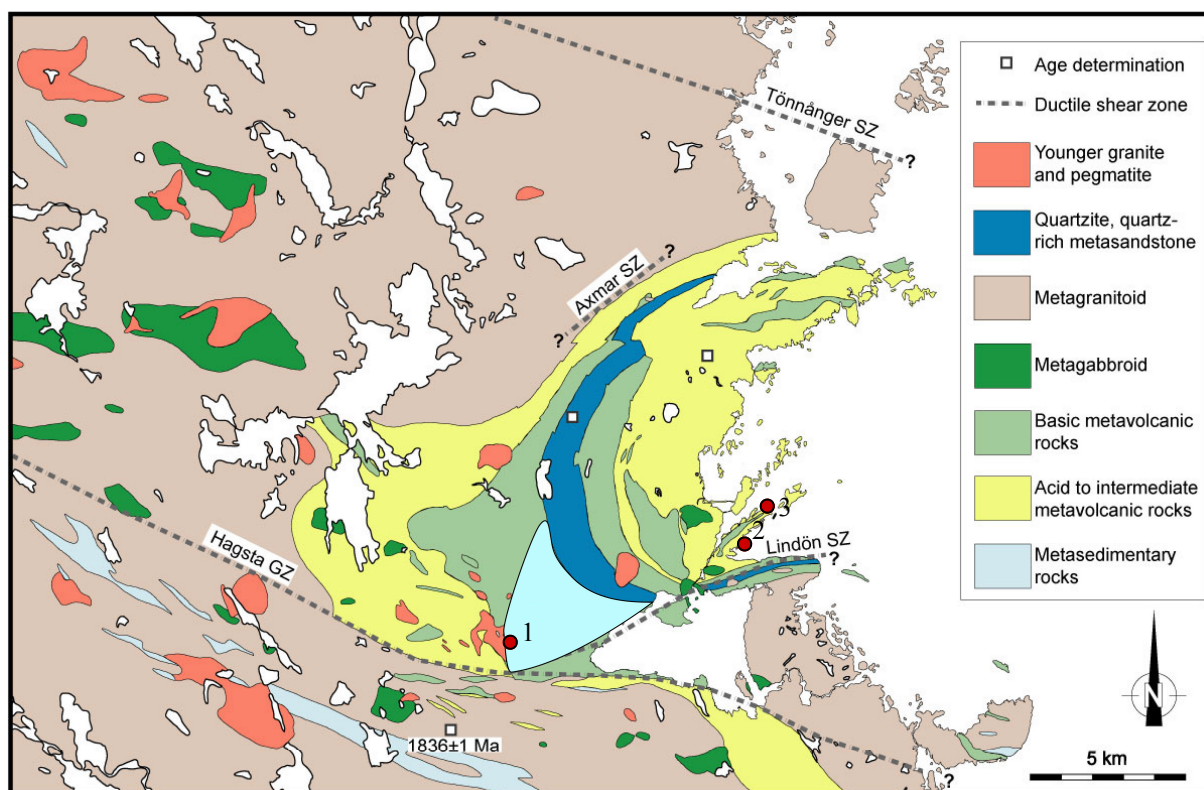 Tönnånger SZ
?
Axmar SZ
?
?
Hagsta GZ
1
2
3
Lindön SZ
?
1836±1 Ma
?
Age determination
Ductile shear zone
Younger granite
and pegmatite
Quartzite, quartz-
rich metasandstone
Metagranitoid
Metagabbroid
Basic metavolcanic
rocks
Acid to intermediate
metavolcanic rocks
Metasedimentary
rocks
N
5 km